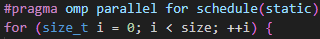 #pragma omp parallel for schedule(static)
for (size_t i = 0; i < size; ++i) {